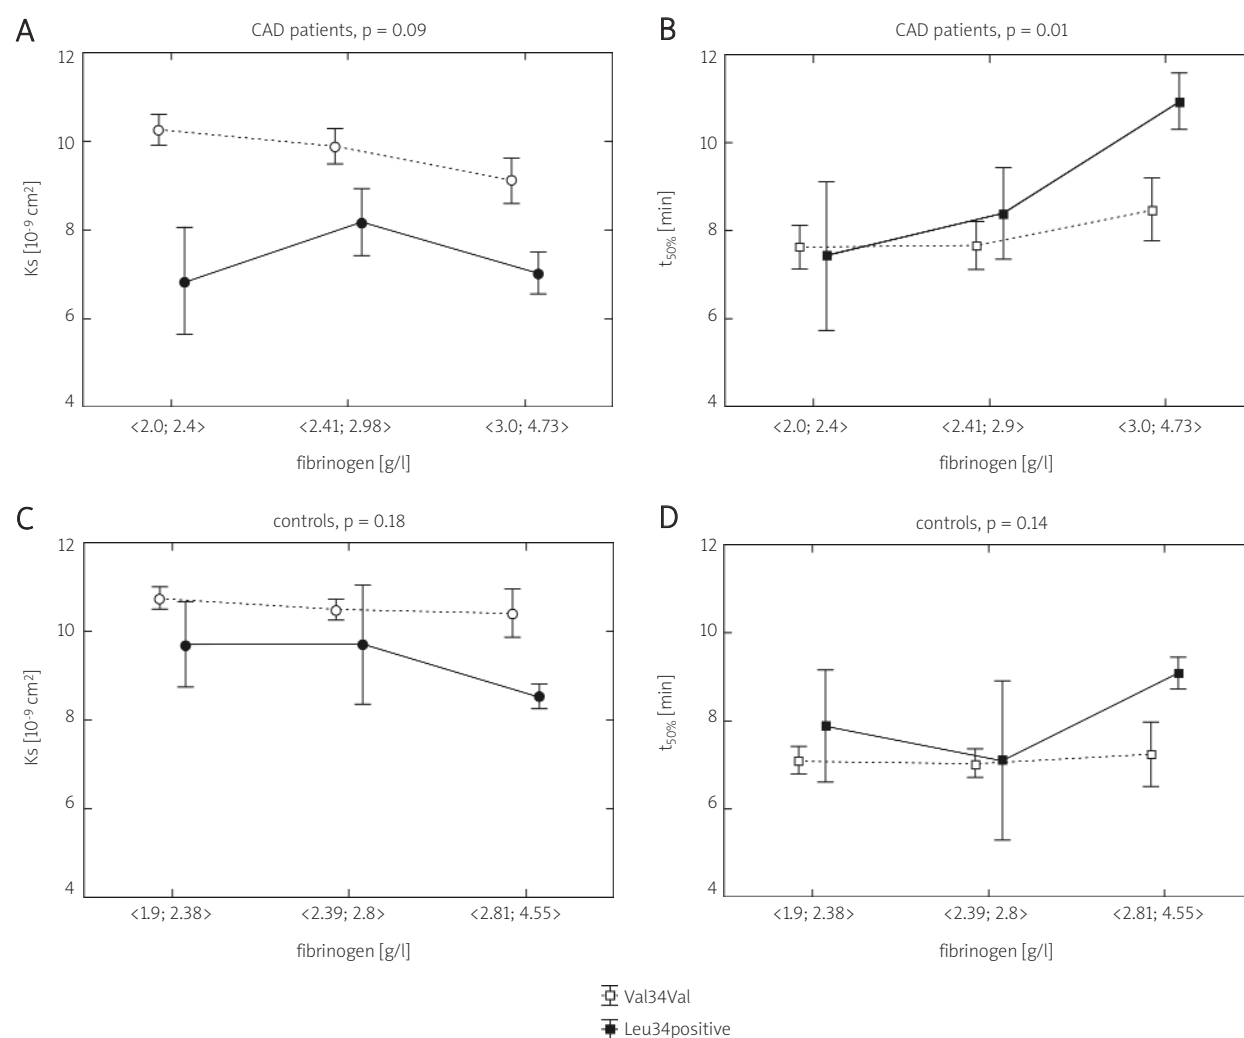 A
CAD patients, p = 0.09
12
10
8
6
4
Ks [10-9 cm2]
<2.0; 2.4> <2.41; 2.98> <3.0; 4.73>
fibrinogen [g/l]
B
CAD patients, p = 0.01
12
10
8
6
4
t50% [min]
<2.0; 2.4> <2.41; 2.9> <3.0; 4.73>
fibrinogen [g/l]
C
controls, p = 0.18
12
10
8
6
4
Ks [10-9 cm2]
<1.9; 2.38> <2.39; 2.8> <2.81; 4.55>
fibrinogen [g/l]
D
controls, p = 0.14
12
10
8
6
4
t50% [min]
<1.9; 2.38> <2.39; 2.8> <2.81; 4.55>
fibrinogen [g/l]
Val34Val
Leu34positive